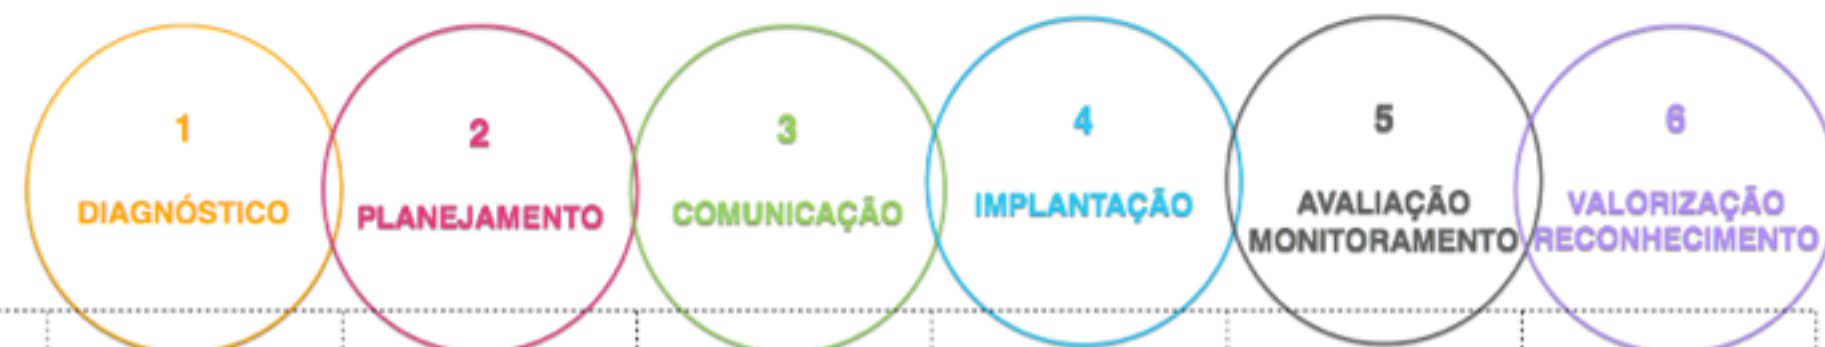 1
DIAGNÓSTICO
2
PLANEJAMENTO
3
COMUNICAÇÃO
4
IMPLANTAÇÃO
5
AVALIAÇÃO
MONITORAMENTO
6
VALORIZAÇÃO
RECONHECIMENTO